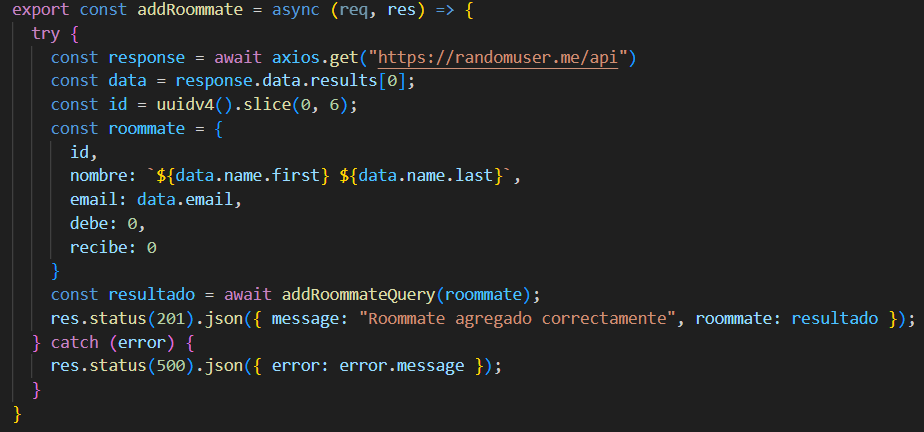 export const addRoommate = async (req, res) => {
try {
const response = await axios.get("https://randomuser.me/api")
const data = response.data.results[0];
const id = uuidv4().slice(0, 6);
const roommate = {
id,
nombre: `${data.name.first} ${data.name.last}`,
email: data.email,
debe: 0,
recibe: 0
}
const resultado = await addRoommateQuery(roommate);
res.status(201).json({ message: "Roommate agregado correctamente", roommate: resultado });
} catch (error) {
res.status(500).json({ error: error.message });
}
}